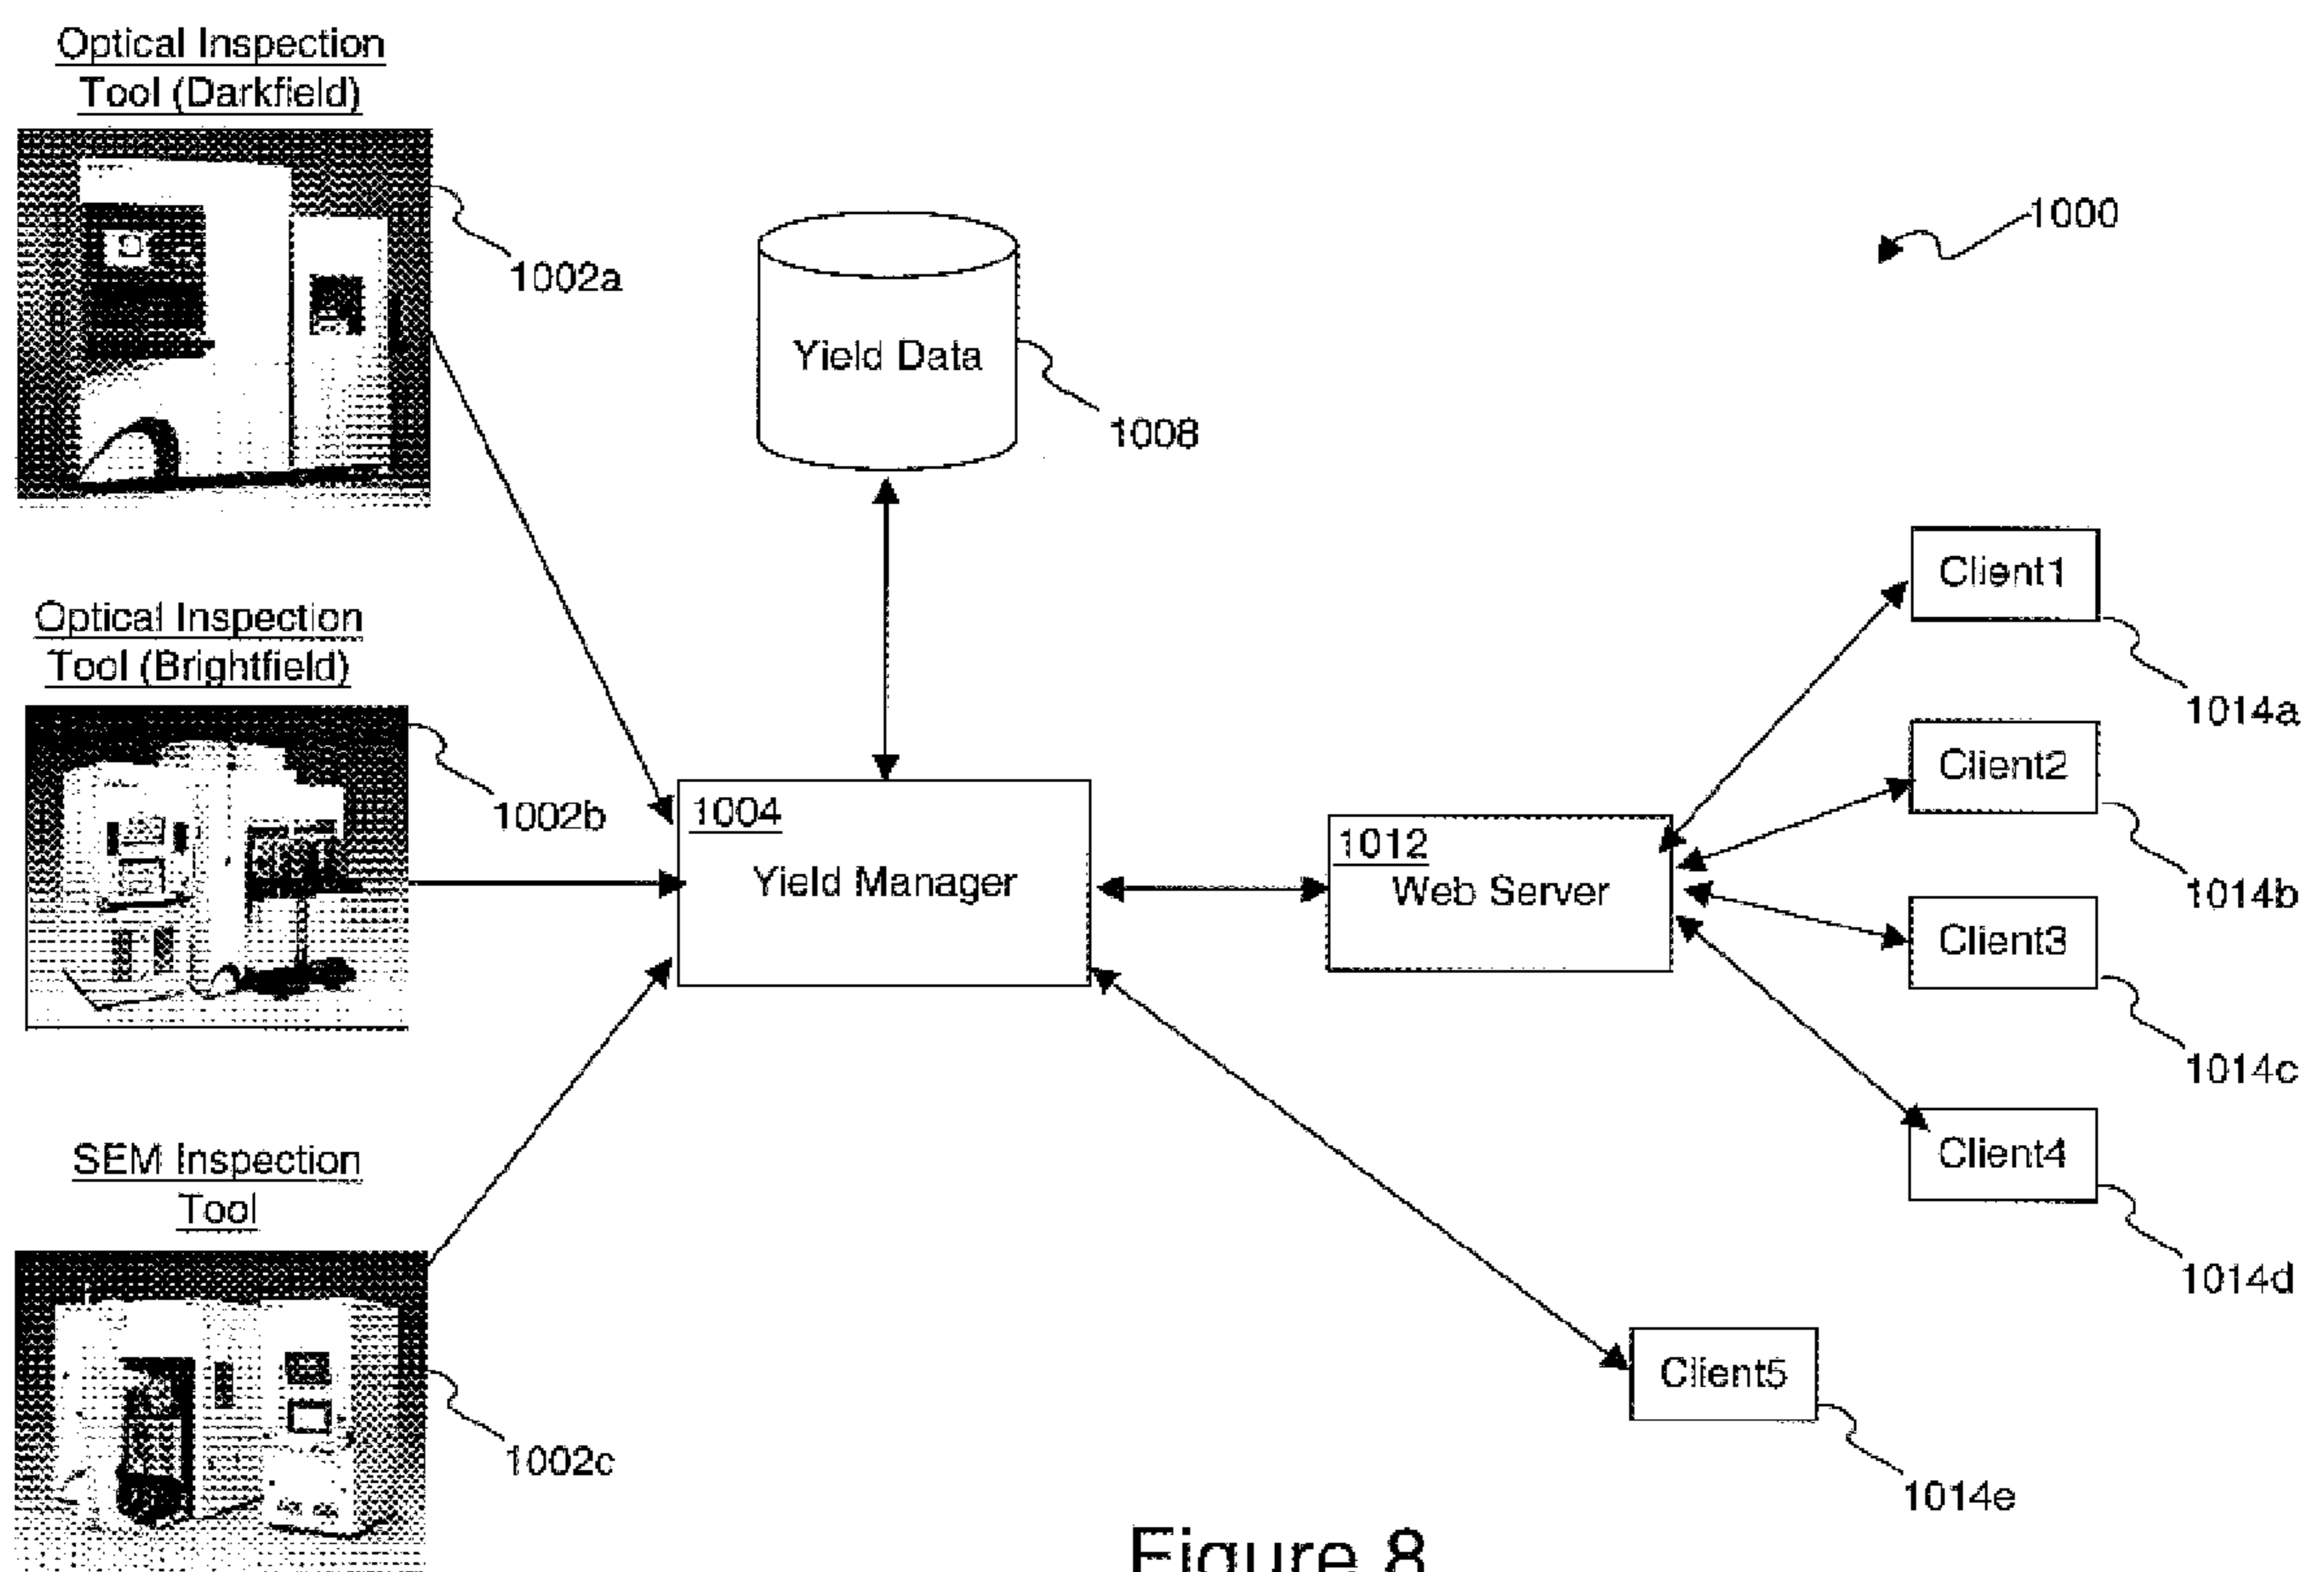 Optical Inspection
Tool (Darkfield)
1002a
1000
Yield Data
1008
Optical Inspection
Tool (Brightfield)
1002b
Client1
1014a
Client2
1014b
1004
Yield Manager
1012
Web Server
Client3
1014c
Client4
1014d
SEM Inspection
Tool
1002c
Client5
1014e
Figure 8